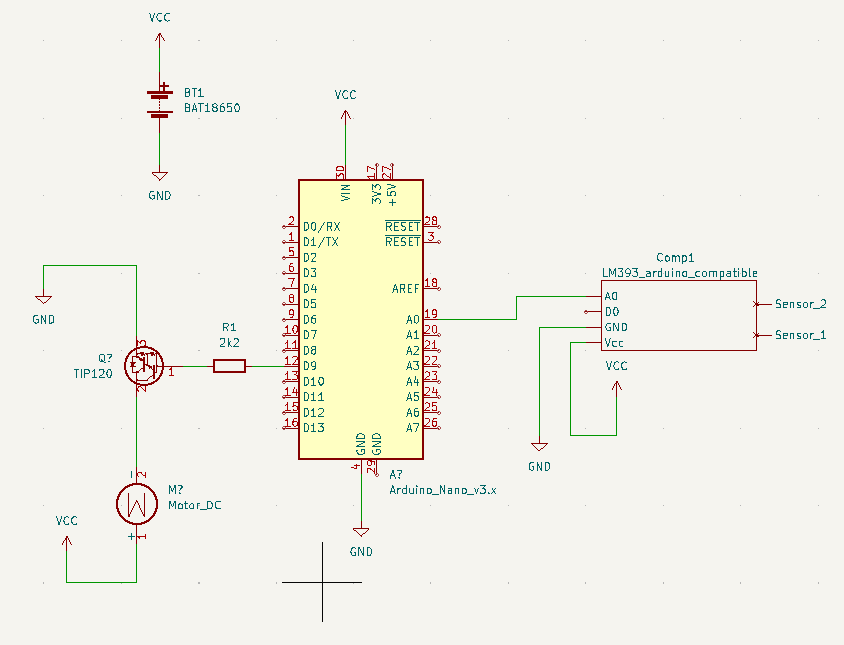 VCC
BT1
BAT18650
GND
VCC
30
VIN
17
3V3
27
+5V
2 D0/RX
1 D1/TX
5 D2
6 D3
7 D4
8 D5
9 D6
10 D7
11 D8
12 D9
13 D10
14 D11
15 D12
16 D13
RESET 28
RESET 3
AREF 18
A0 19
A1 20
A2 21
A3 22
A4 23
A5 24
A6 25
A7 26
GND
4
GND
29
A?
Arduino_Nano_v3.x
GND
GND
3
Q?
TIP120
1
2
R1
2k2
- 2
M?
Motor_DC
M
+ 1
VCC
Comp1
LM393_arduino_compatible
A0
D0
GND
Vcc
Sensor_2
Sensor_1
VCC
GND